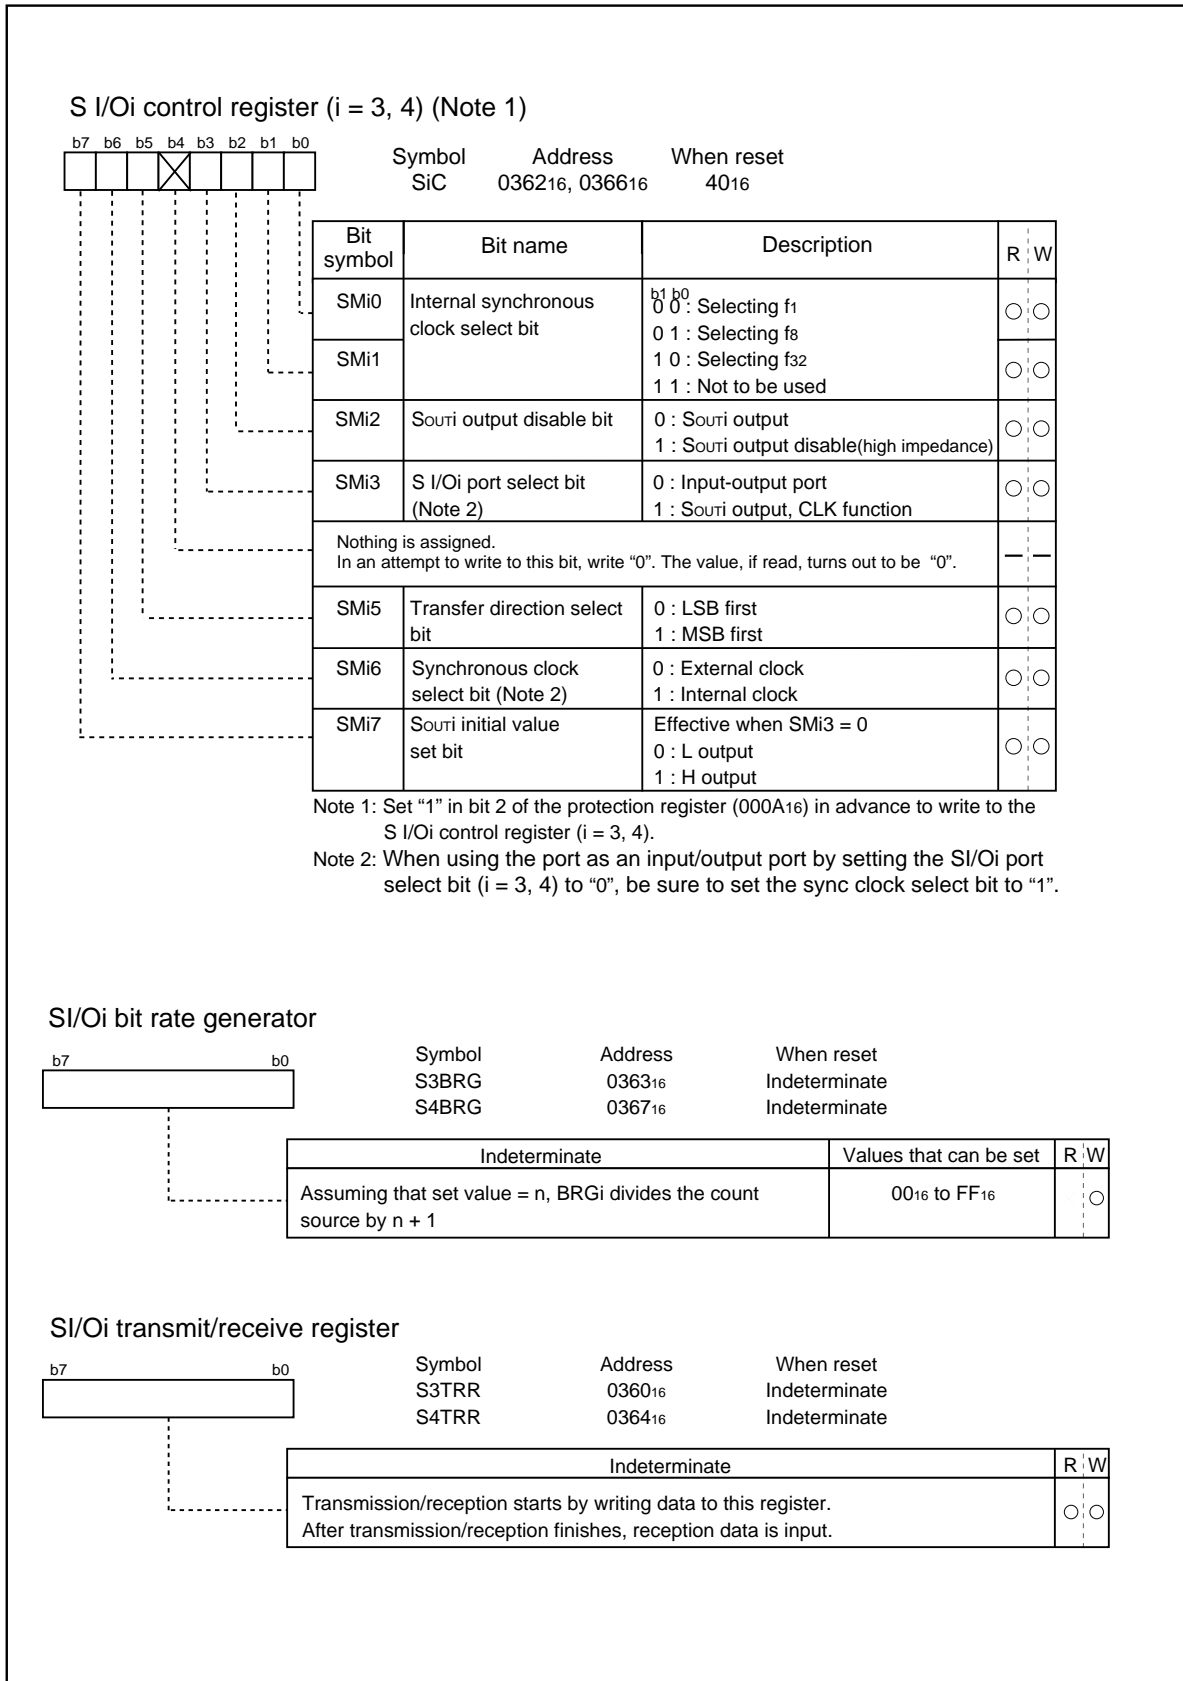 S I/Oi control register (i = 3, 4) (Note 1)
b7 b6 b5 b4 b3 b2 b1 b0
Symbol Address When reset
SiC 036216, 036616 4016
Bit symbol Bit name Description R W
SMi0 Internal synchronous clock select bit b1 b0
0 0 : Selecting f1
0 1 : Selecting f8
SMi1 1 0 : Selecting f32
1 1 : Not to be used
SMi2 SOUTi output disable bit 0 : SOUTi output
1 : SOUTi output disable(high impedance)
SMi3 S I/Oi port select bit 0 : Input-output port
(Note 2) 1 : SOUTi output, CLK function
Nothing is assigned.
In an attempt to write to this bit, write “0”. The value, if read, turns out to be “0”.
SMi5 Transfer direction select 0 : LSB first
bit 1 : MSB first
SMi6 Synchronous clock 0 : External clock
select bit (Note 2) 1 : Internal clock
SMi7 SOUTi initial value Effective when SMi3 = 0
set bit 0 : L output
1 : H output
Note 1: Set “1” in bit 2 of the protection register (000A16) in advance to write to the
S I/Oi control register (i = 3, 4).
Note 2: When using the port as an input/output port by setting the SI/Oi port
select bit (i = 3, 4) to “0”, be sure to set the sync clock select bit to “1”.
SI/Oi bit rate generator
b7 b0 Symbol Address When reset
S3BRG 036316 Indeterminate
S4BRG 036716 Indeterminate
Indeterminate Values that can be set R W
Assuming that set value = n, BRGi divides the count 0016 to FF16
source by n + 1
SI/Oi transmit/receive register
b7 b0 Symbol Address When reset
S3TRR 036016 Indeterminate
S4TRR 036416 Indeterminate
Indeterminate R W
Transmission/reception starts by writing data to this register.
After transmission/reception finishes, reception data is input.